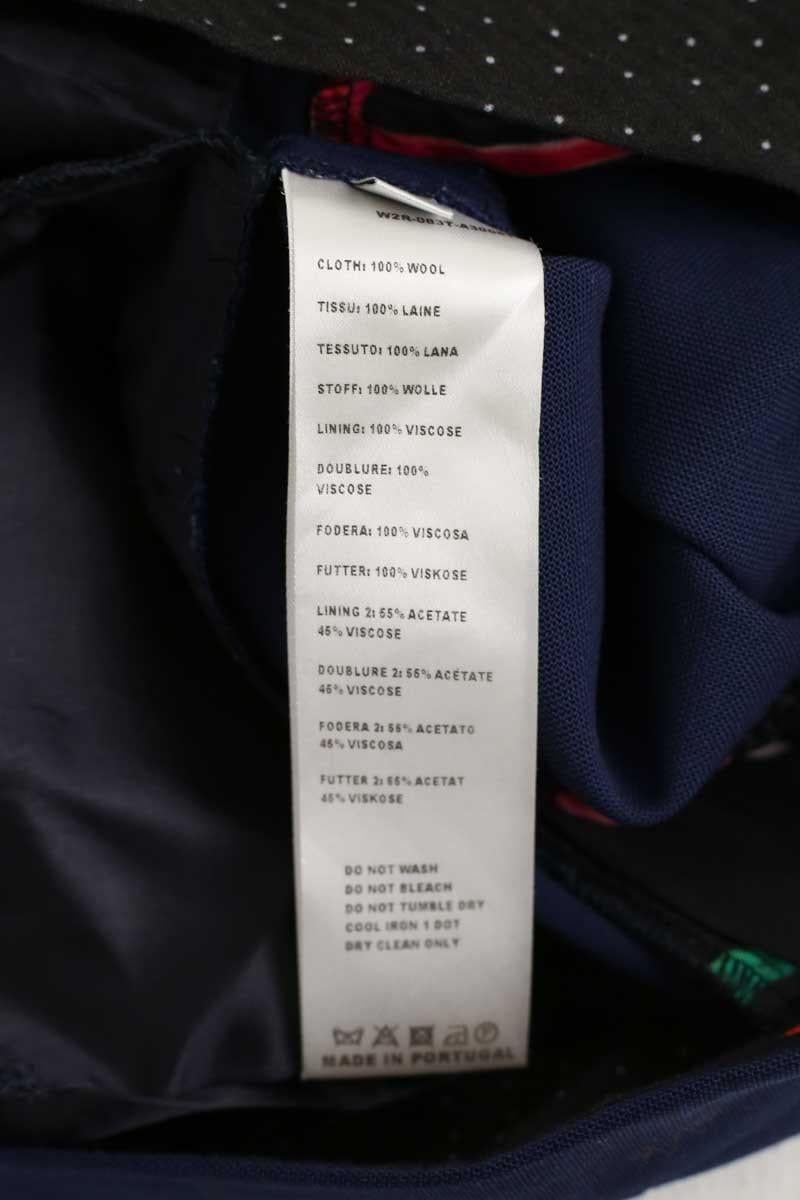 CLOTH: 100% WOOL
TISSU: 100% LAINE
TESSUTO: 100% LANA
STOFF: 100% WOLLE
LINING: 100% VISCOSE
DOUBLURE: 100%
VISCOSE
FODERA: 100% VISCOSA
FUTTER: 100% VISKOSE
LINING 2: 55% ACETATE
45% VISCOSE
DOUBLURE 2: 55% ACÉTATE
45% VISCOSE
FODERA 2: 55% ACETATO
45% VISCOSA
FUTTER 2: 55% ACETAT
45% VISKOSE
DO NOT WASH
DO NOT BLEACH
DO NOT TUMBLE DRY
COOL IRON 1 DOT
DRY CLEAN ONLY
MADE IN PORTUGAL